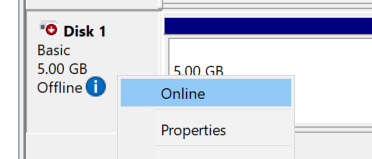 Disk 1
Basic
5.00 GB
Offline
5.00 GB
Online
Properties